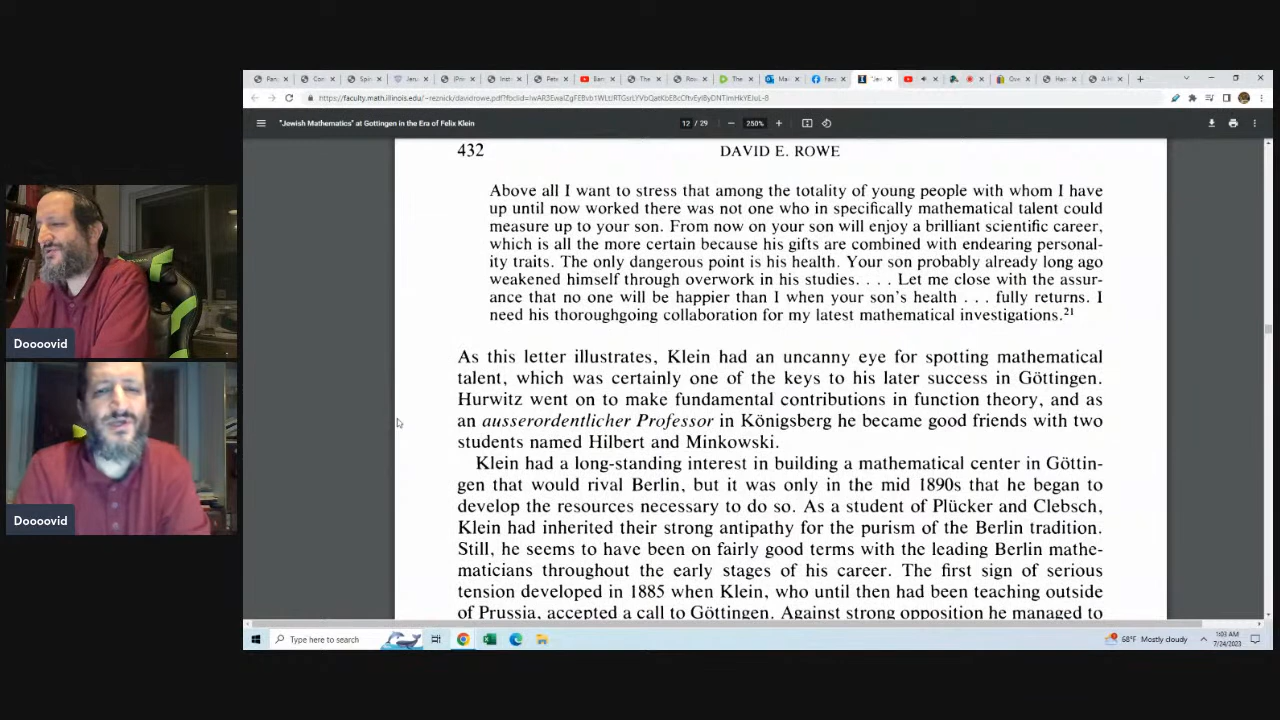 "Jewish Mathematics" at Gottingen in the Era of Felix Klein
12 / 29
250%
432
DAVID E. ROWE
Above all I want to stress that among the totality of young people with whom I have
up until now worked there was not one who in specifically mathematical talent could
measure up to your son. From now on your son will enjoy a brilliant scientific career,
which is all the more certain because his gifts are combined with endearing personal-
ity traits. The only dangerous point is his health. Your son probably already long ago
weakened himself through overwork in his studies. . . . Let me close with the assur-
ance that no one will be happier than I when your son's health . . . fully returns. I
need his thoroughgoing collaboration for my latest mathematical investigations.21
As this letter illustrates, Klein had an uncanny eye for spotting mathematical
talent, which was certainly one of the keys to his later success in Göttingen.
Hurwitz went on to make fundamental contributions in function theory, and as
an ausserordentlicher Professor in Königsberg he became good friends with two
students named Hilbert and Minkowski.
Klein had a long-standing interest in building a mathematical center in Göttin-
gen that would rival Berlin, but it was only in the mid 1890s that he began to
develop the resources necessary to do so. As a student of Plücker and Clebsch,
Klein had inherited their strong antipathy for the purism of the Berlin tradition.
Still, he seems to have been on fairly good terms with the leading Berlin mathe-
maticians throughout the early stages of his career. The first sign of serious
tension developed in 1885 when Klein, who until then had been teaching outside
of Prussia, accepted a call to Göttingen. Against strong opposition he managed to
Doooovid
Doooovid
Type here to search
68°F Mostly cloudy
1:03 AM
7/24/2023